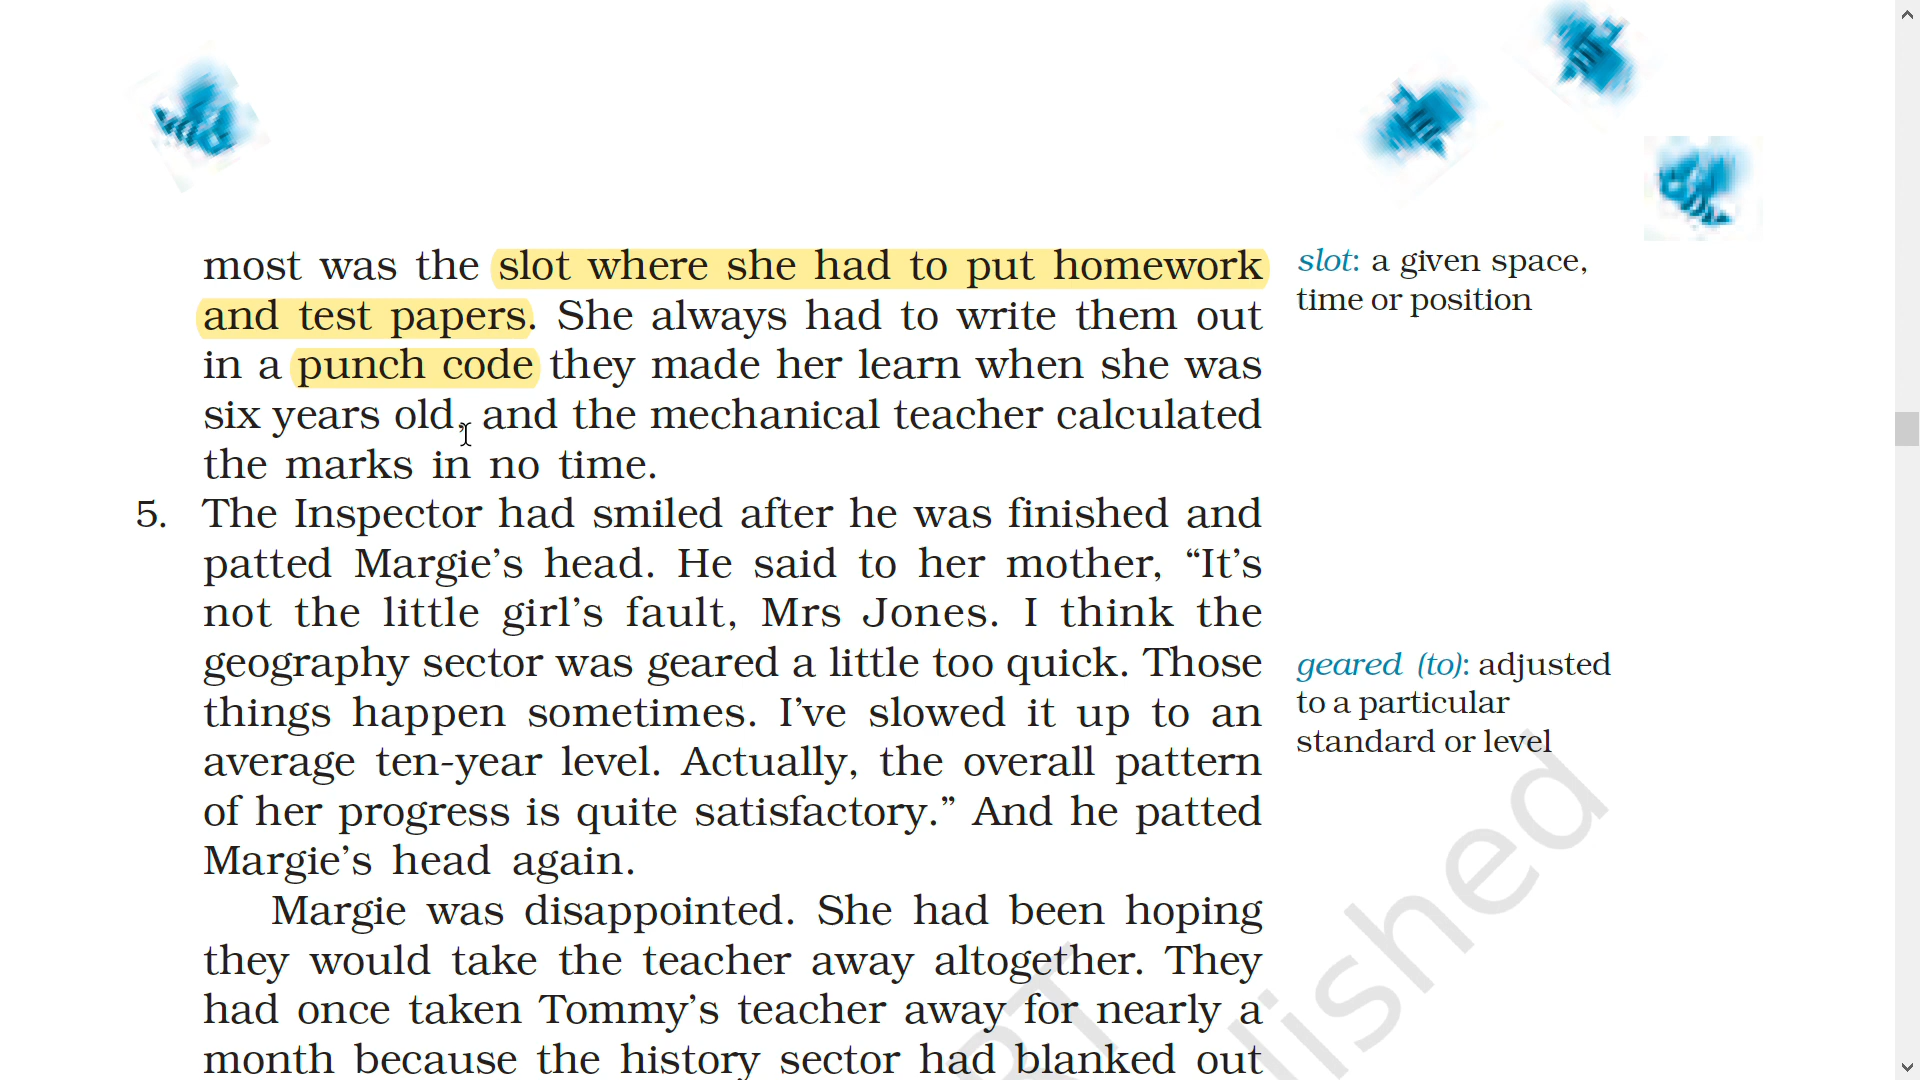 most was the slot where she had to put homework
and test papers. She always had to write them out
in a punch code they made her learn when she was
six years old, and the mechanical teacher calculated
the marks in no time.
slot: a given space,
time or position
5. The Inspector had smiled after he was finished and
patted Margie’s head. He said to her mother, “It’s
not the little girl’s fault, Mrs Jones. I think the
geography sector was geared a little too quick. Those
things happen sometimes. I’ve slowed it up to an
average ten-year level. Actually, the overall pattern
of her progress is quite satisfactory.” And he patted
Margie’s head again.
geared (to): adjusted
to a particular
standard or level
Margie was disappointed. She had been hoping
they would take the teacher away altogether. They
had once taken Tommy’s teacher away for nearly a
month because the history sector had blanked out